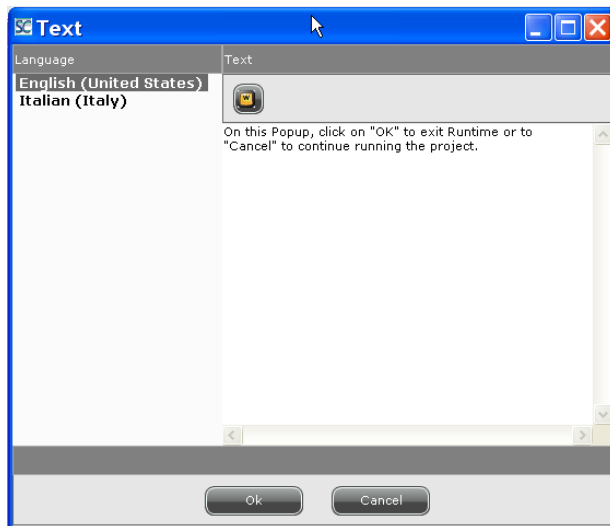 SC Text
Language
Text
English (United States)
Italian (Italy)
W
On this Popup, click on "OK" to exit Runtime or to
"Cancel" to continue running the project.
Ok
Cancel